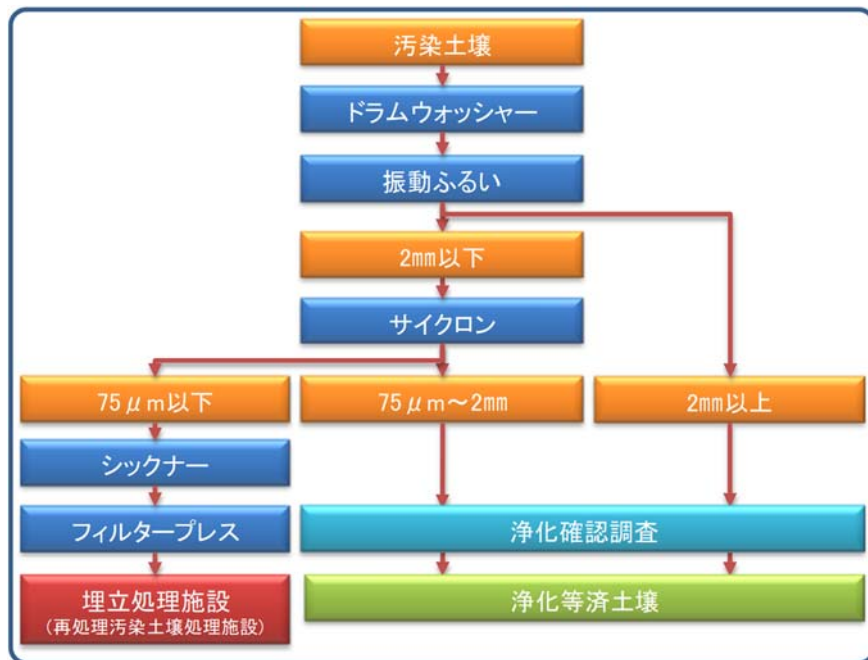 汚染土壌
ドラムウォッシャー
振動ふるい
2㎜以下
サイクロン
75μm以下
75μm～2㎜
2㎜以上
シックナー
フィルタープレス
浄化確認調査
埋立処理施設
(再処理汚染土壌処理施設)
浄化等済土壌